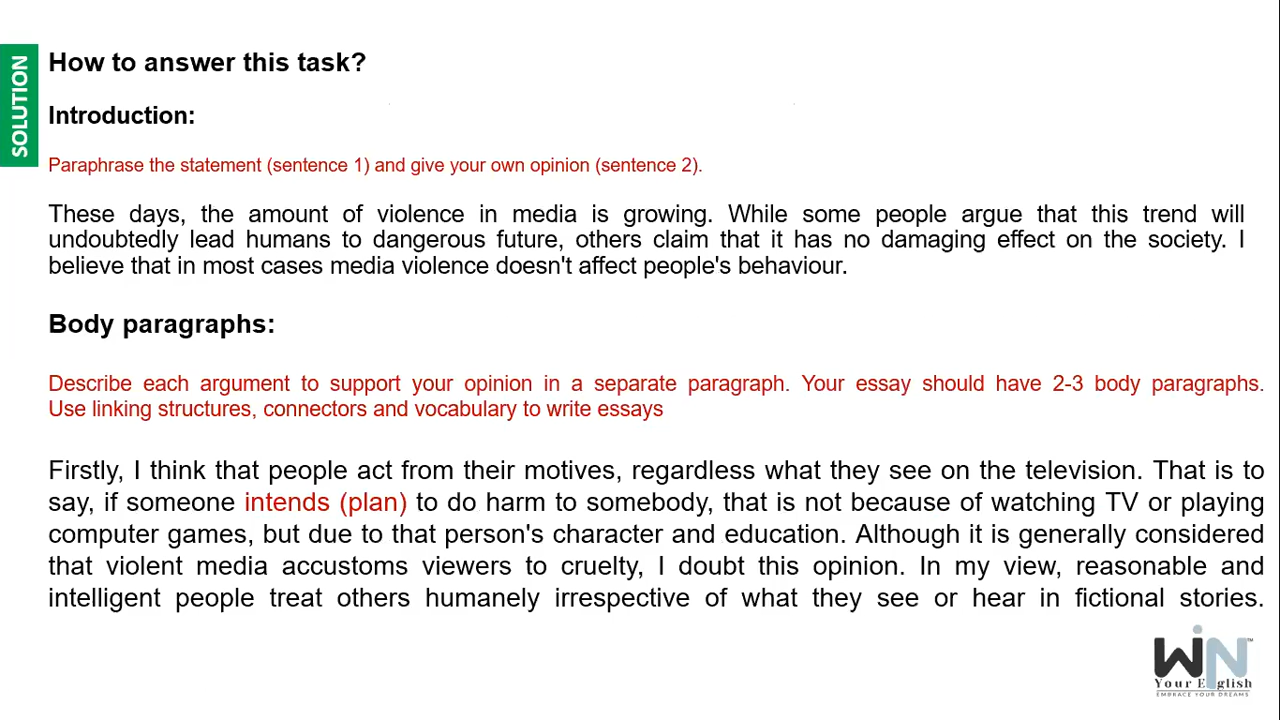 SOLUTION
How to answer this task?
Introduction:
Paraphrase the statement (sentence 1) and give your own opinion (sentence 2).
These days, the amount of violence in media is growing. While some people argue that this trend will
undoubtedly lead humans to dangerous future, others claim that it has no damaging effect on the society. I
believe that in most cases media violence doesn't affect people's behaviour.
Body paragraphs:
Describe each argument to support your opinion in a separate paragraph. Your essay should have 2-3 body paragraphs.
Use linking structures, connectors and vocabulary to write essays
Firstly, I think that people act from their motives, regardless what they see on the television. That is to
say, if someone intends (plan) to do harm to somebody, that is not because of watching TV or playing
computer games, but due to that person's character and education. Although it is generally considered
that violent media accustoms viewers to cruelty, I doubt this opinion. In my view, reasonable and
intelligent people treat others humanely irrespective of what they see or hear in fictional stories.
WiN™
Your English
EMBRACE YOUR DREAMS